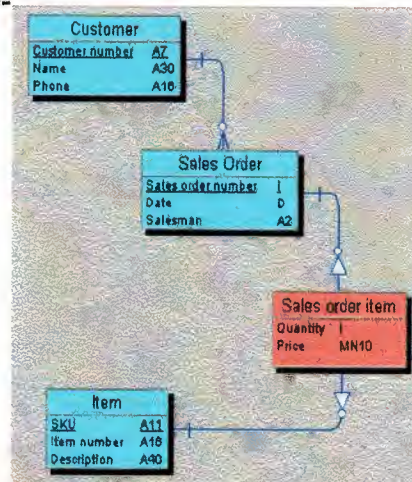 Customer
Customer number A7
Name A30
Phone A16
Sales Order
Sales order number I
Date D
Salesman A2
Sales order item
Quantity I
Price MN10
Item
SKU A11
Item number A16
Description A40